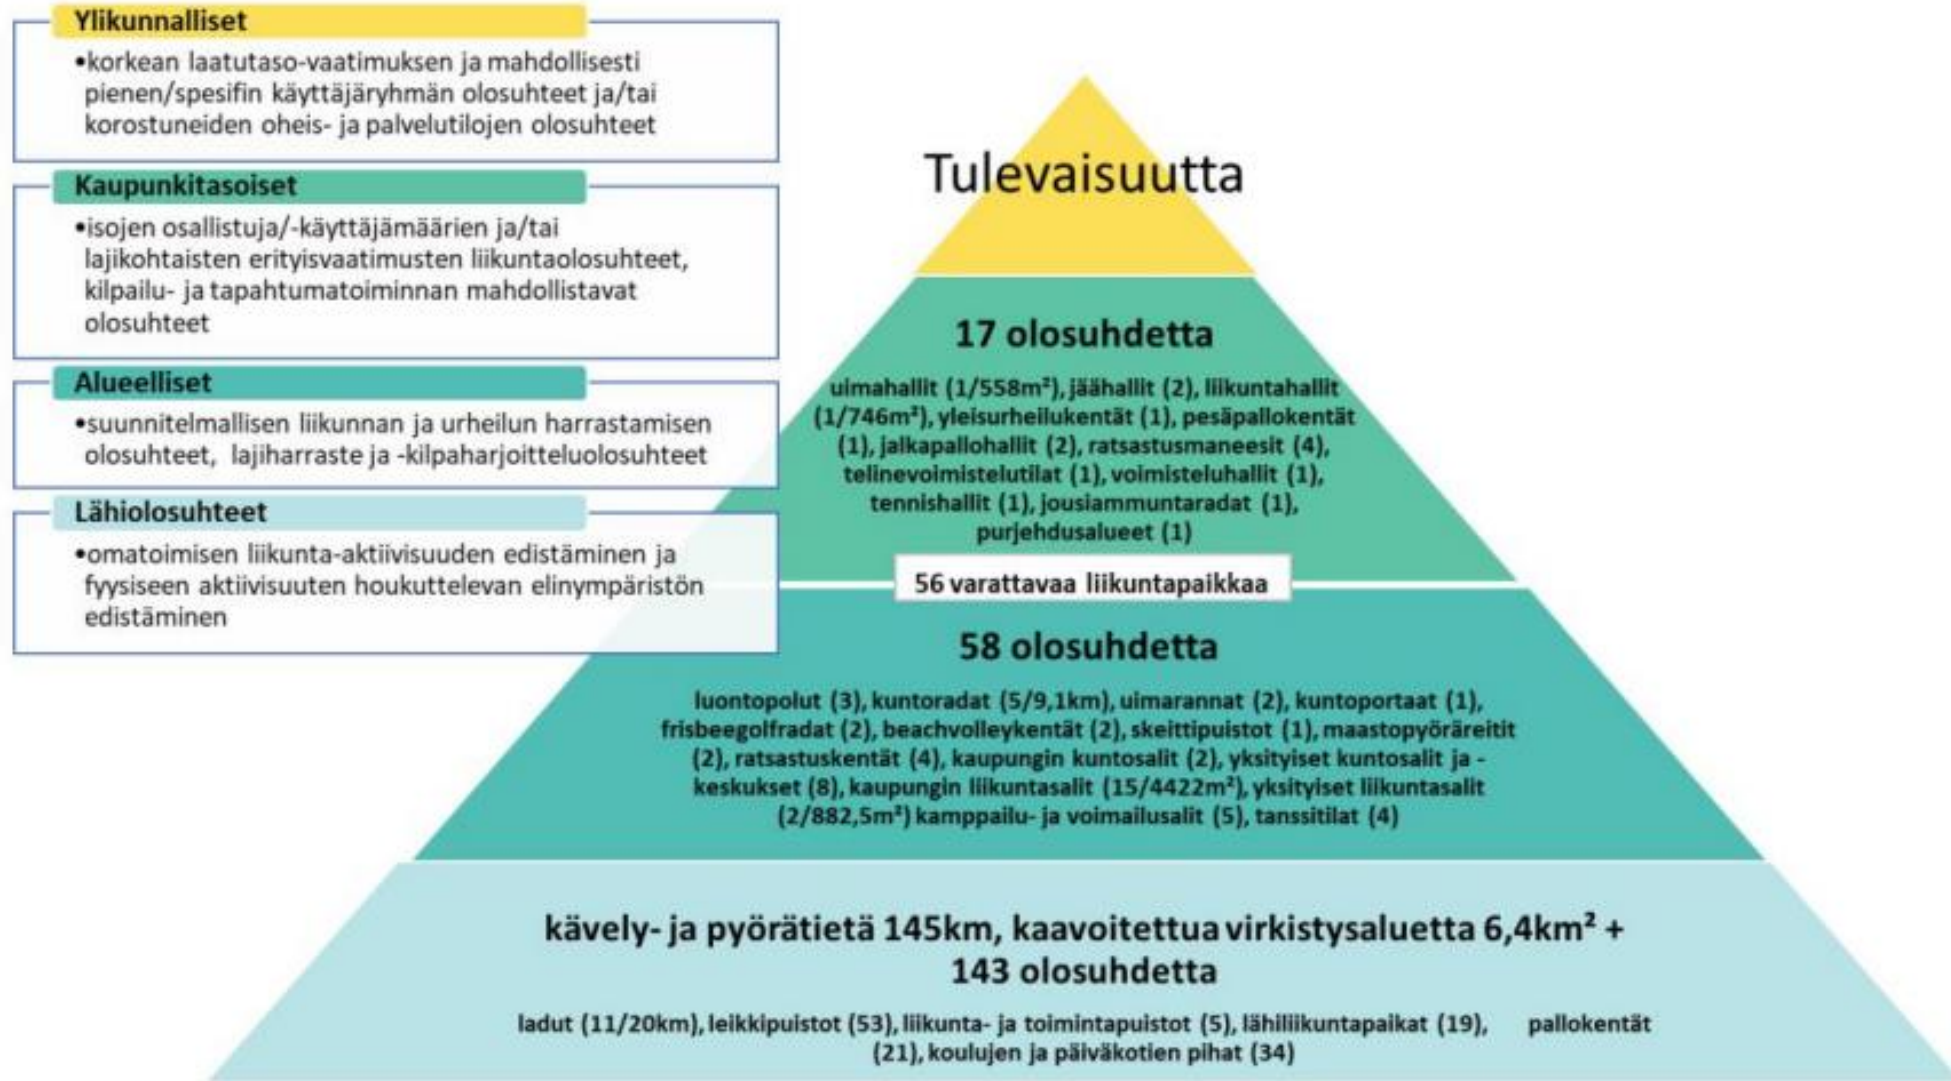 Ylikunnalliset
•korkean laatutaso-vaatimuksen ja mahdollisesti
pienen/spesifin käyttäjäryhmän olosuhteet ja/tai
korostuneiden oheis- ja palvelutilojen olosuhteet
Kaupunkitasoiset
•isojen osallistuja/-käyttäjämäärien ja/tai
lajikohtaisten erityisvaatimusten liikuntaolosuhteet,
kilpailu- ja tapahtumatoiminnan mahdollistavat
olosuhteet
Alueelliset
•suunnitelmallisen liikunnan ja urheilun harrastamisen
olosuhteet, lajiharraste ja -kilpaharjoitteluolosuhteet
Lähiolosuhteet
•omatoimisen liikunta-aktiivisuuden edistäminen ja
fyysiseen aktiivisuuten houkuttelevan elinympäristön
edistäminen
Tulevaisuutta
17 olosuhdetta
uimahallit (1/558m²), jäähallit (2), liikuntahallit
(1/746m²), yleisurheilukentät (1), pesäpallokentät
(1), jalkapallohallit (2), ratsastusmaneesit (4),
telinevoimistelutilat (1), voimisteluhallit (1),
tennishallit (1), jousiammuntaradat (1),
purjehdusalueet (1)
56 varattavaa liikuntapaikkaa
58 olosuhdetta
luontopolut (3), kuntoradat (5/9,1km), uimarannat (2), kuntoportaat (1),
frisbeegolfradat (2), beachvolleykentät (2), skeittipuistot (1), maastopyöräreitit
(2), ratsastuskentät (4), kaupungin kuntosalit (2), yksityiset kuntosalit ja -
keskukset (8), kaupungin liikuntasalit (15/4422m²), yksityiset liikuntasalit
(2/882,5m²) kamppailu- ja voimailusalit (5), tanssitilat (4)
kävely- ja pyörätietä 145km, kaavoitettua virkistysaluetta 6,4km² +
143 olosuhdetta
ladut (11/20km), leikkipuistot (53), liikunta- ja toimintapuistot (5), lähiliikuntapaikat (19), pallokentät
(21), koulujen ja päiväkotien pihat (34)